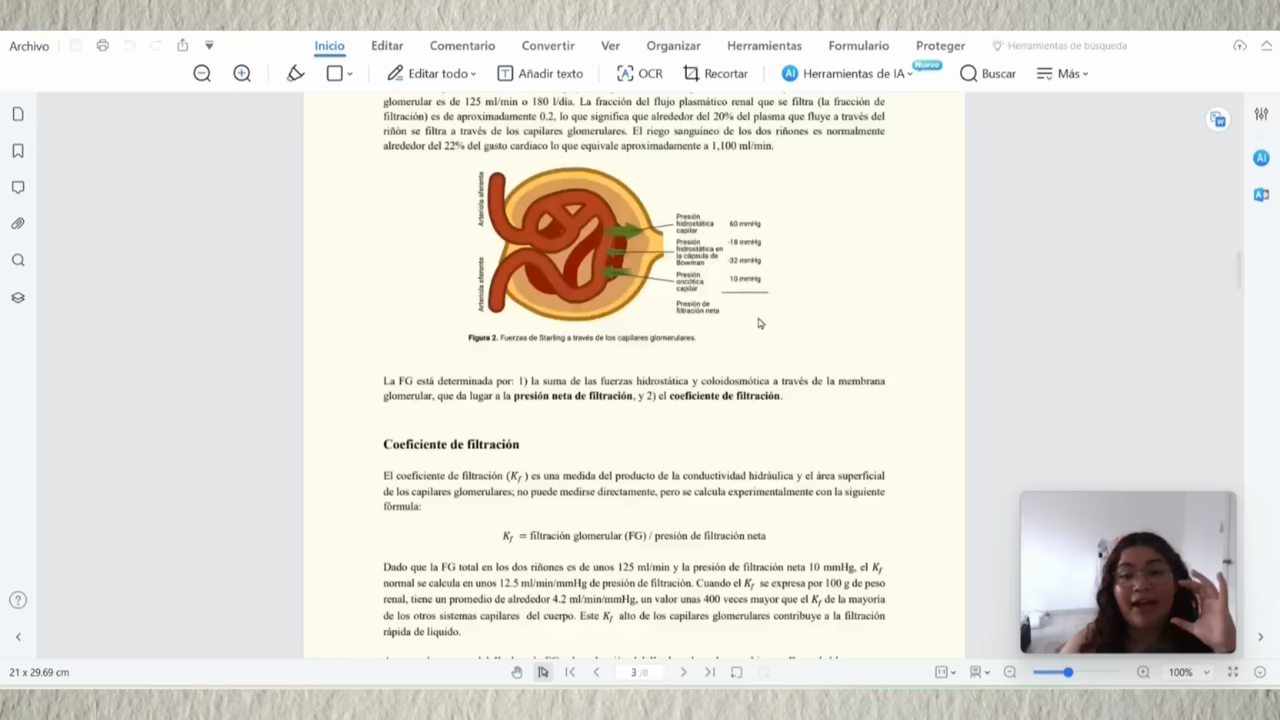 Archivo
Inicio
Editar
Comentario
Convertir
Ver
Organizar
Herramientas
Formulario
Proteger
Herramientas de búsqueda
Editar todo
Añadir texto
OCR
Recortar
AI
Herramientas de IA
Nuevo
Buscar
Más
glomerular es de 125 ml/min o 180 l/dia. La fracción del flujo plasmático renal que se filtra (la fracción de
filtración) es de aproximadamente 0.2, lo que significa que alrededor del 20% del plasma que fluye a través del
riñón se filtra a través de los capilares glomerulares. El riego sanguíneo de los dos riñones es normalmente
alrededor del 22% del gasto cardiaco lo que equivale aproximadamente a 1,100 ml/min.
Arteriola aferente
Arteriola eferente
Presión
hidrostática
capilar
60 mmHg
Presión
hidrostática en
la cápsula de
Bowman
-18 mmHg
-32 mmHg
Presión
oncótica
capilar
10 mmHg
Presión de
filtración neta
Figura 2. Fuerzas de Starling a través de los capilares glomerulares.
La FG está determinada por: 1) la suma de las fuerzas hidrostática y coloidosmótica a través de la membrana
glomerular, que da lugar a la presión neta de filtración, y 2) el coeficiente de filtración.
Coeficiente de filtración
El coeficiente de filtración (Kf) es una medida del producto de la conductividad hidráulica y el área superficial
de los capilares glomerulares; no puede medirse directamente, pero se calcula experimentalmente con la siguiente
fórmula:
Kf = filtración glomerular (FG) / presión de filtración neta
Dado que la FG total en los dos riñones es de unos 125 ml/min y la presión de filtración neta 10 mmHg, el Kf
normal se calcula en unos 12.5 ml/min/mmHg de presión de filtración. Cuando el Kf se expresa por 100 g de peso
renal, tiene un promedio de alrededor 4.2 ml/min/mmHg, un valor unas 400 veces mayor que el Kf de la mayoría
de los otros sistemas capilares del cuerpo. Este Kf alto de los capilares glomerulares contribuye a la filtración
rápida de liquido.
21 x 29.69 cm
3 /6
100%